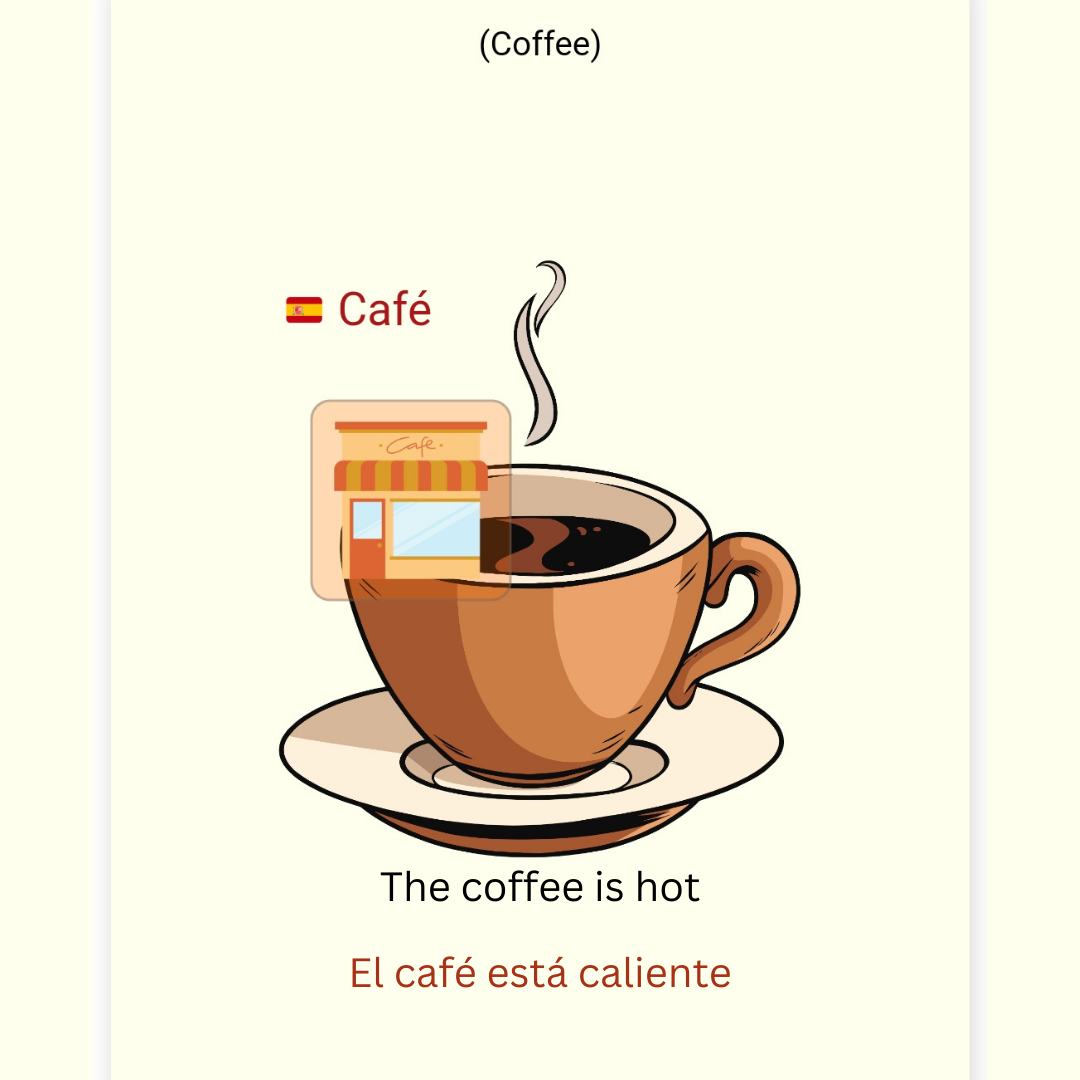 (Coffee)
Café
· Cafe ·
The coffee is hot
El café está caliente